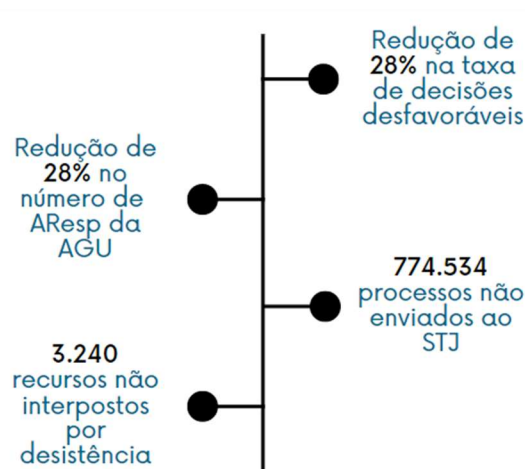 Redução de
28% na taxa
de decisões
desfavoráveis
Redução de
28% no
número de
AResp da
AGU
774.534
processos não
enviados ao
STJ
3.240
recursos não
interpostos
por
desistência